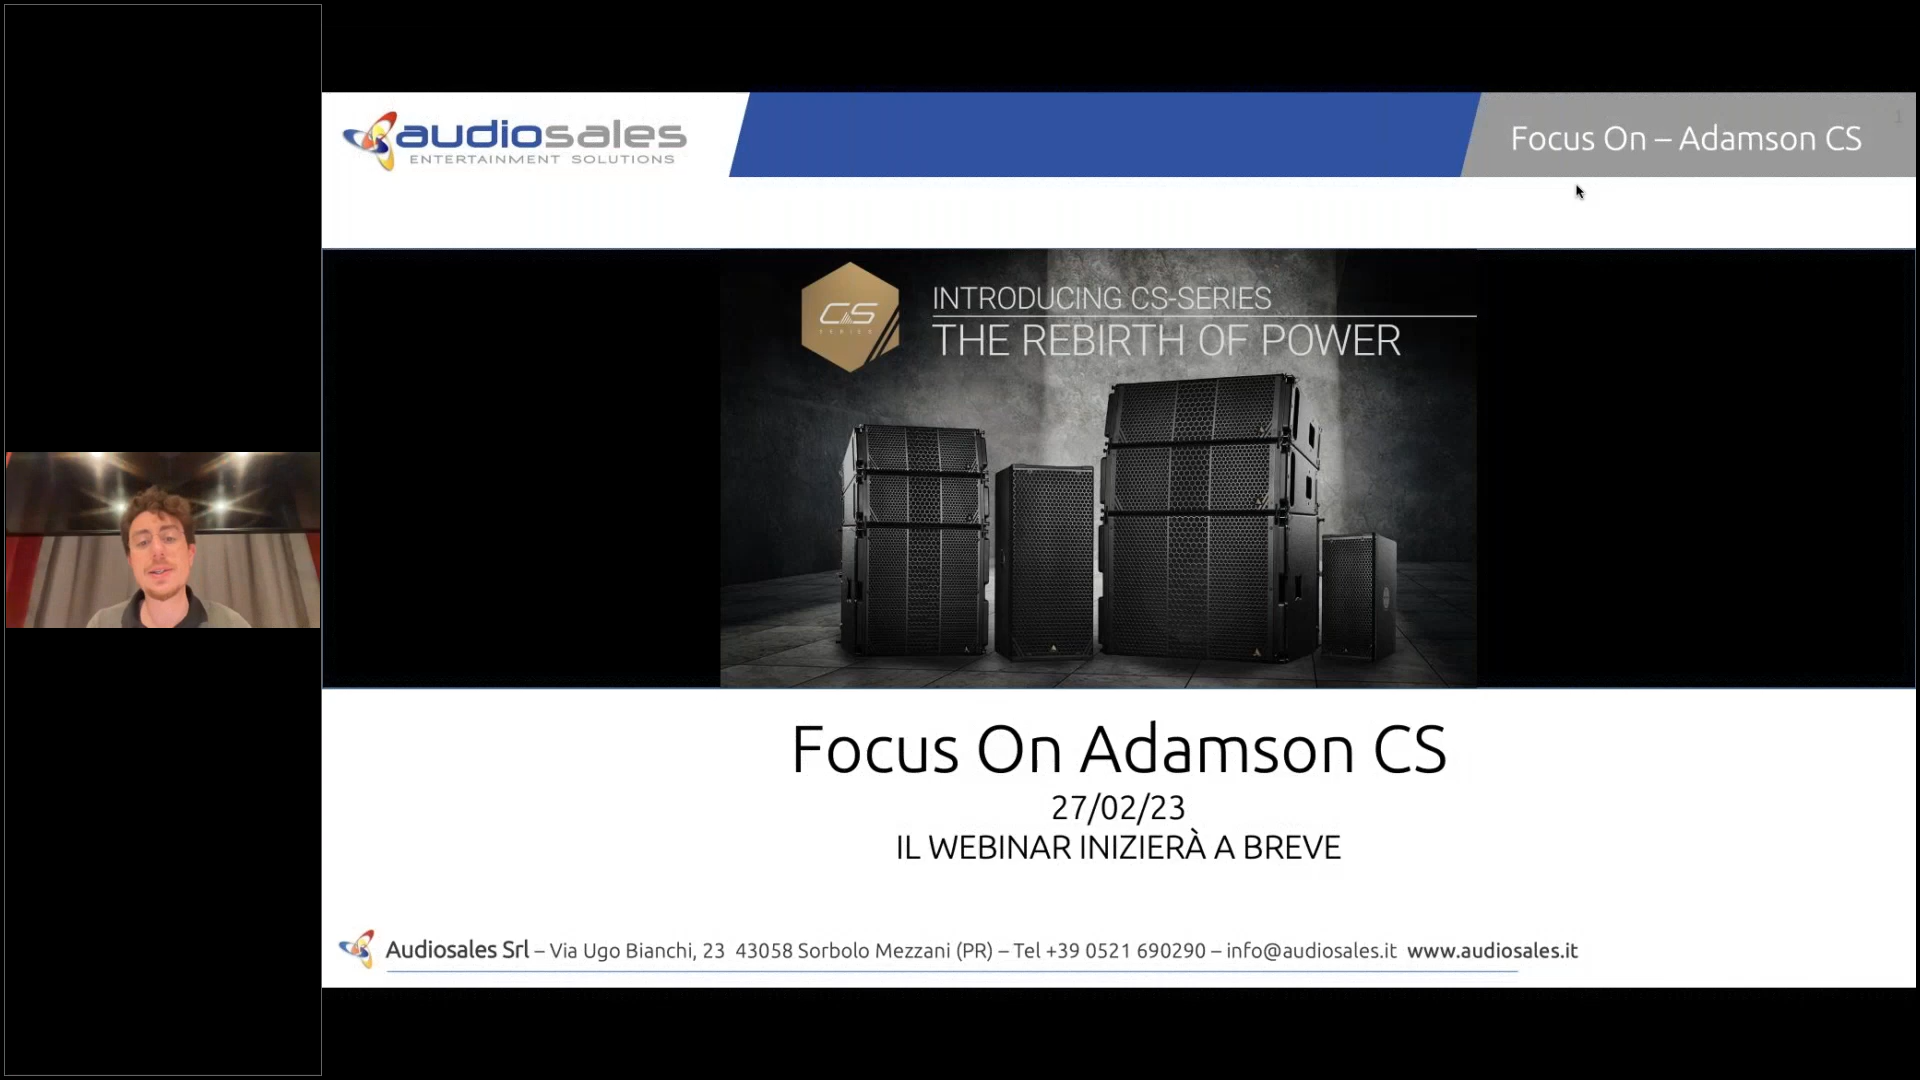 audiosales
ENTERTAINMENT SOLUTIONS
Focus On – Adamson CS
1
CS
SERIES
INTRODUCING CS-SERIES
THE REBIRTH OF POWER
Focus On Adamson CS
27/02/23
IL WEBINAR INIZIERÀ A BREVE
Audiosales Srl – Via Ugo Bianchi, 23 43058 Sorbolo Mezzani (PR) – Tel +39 0521 690290 – info@audiosales.it www.audiosales.it